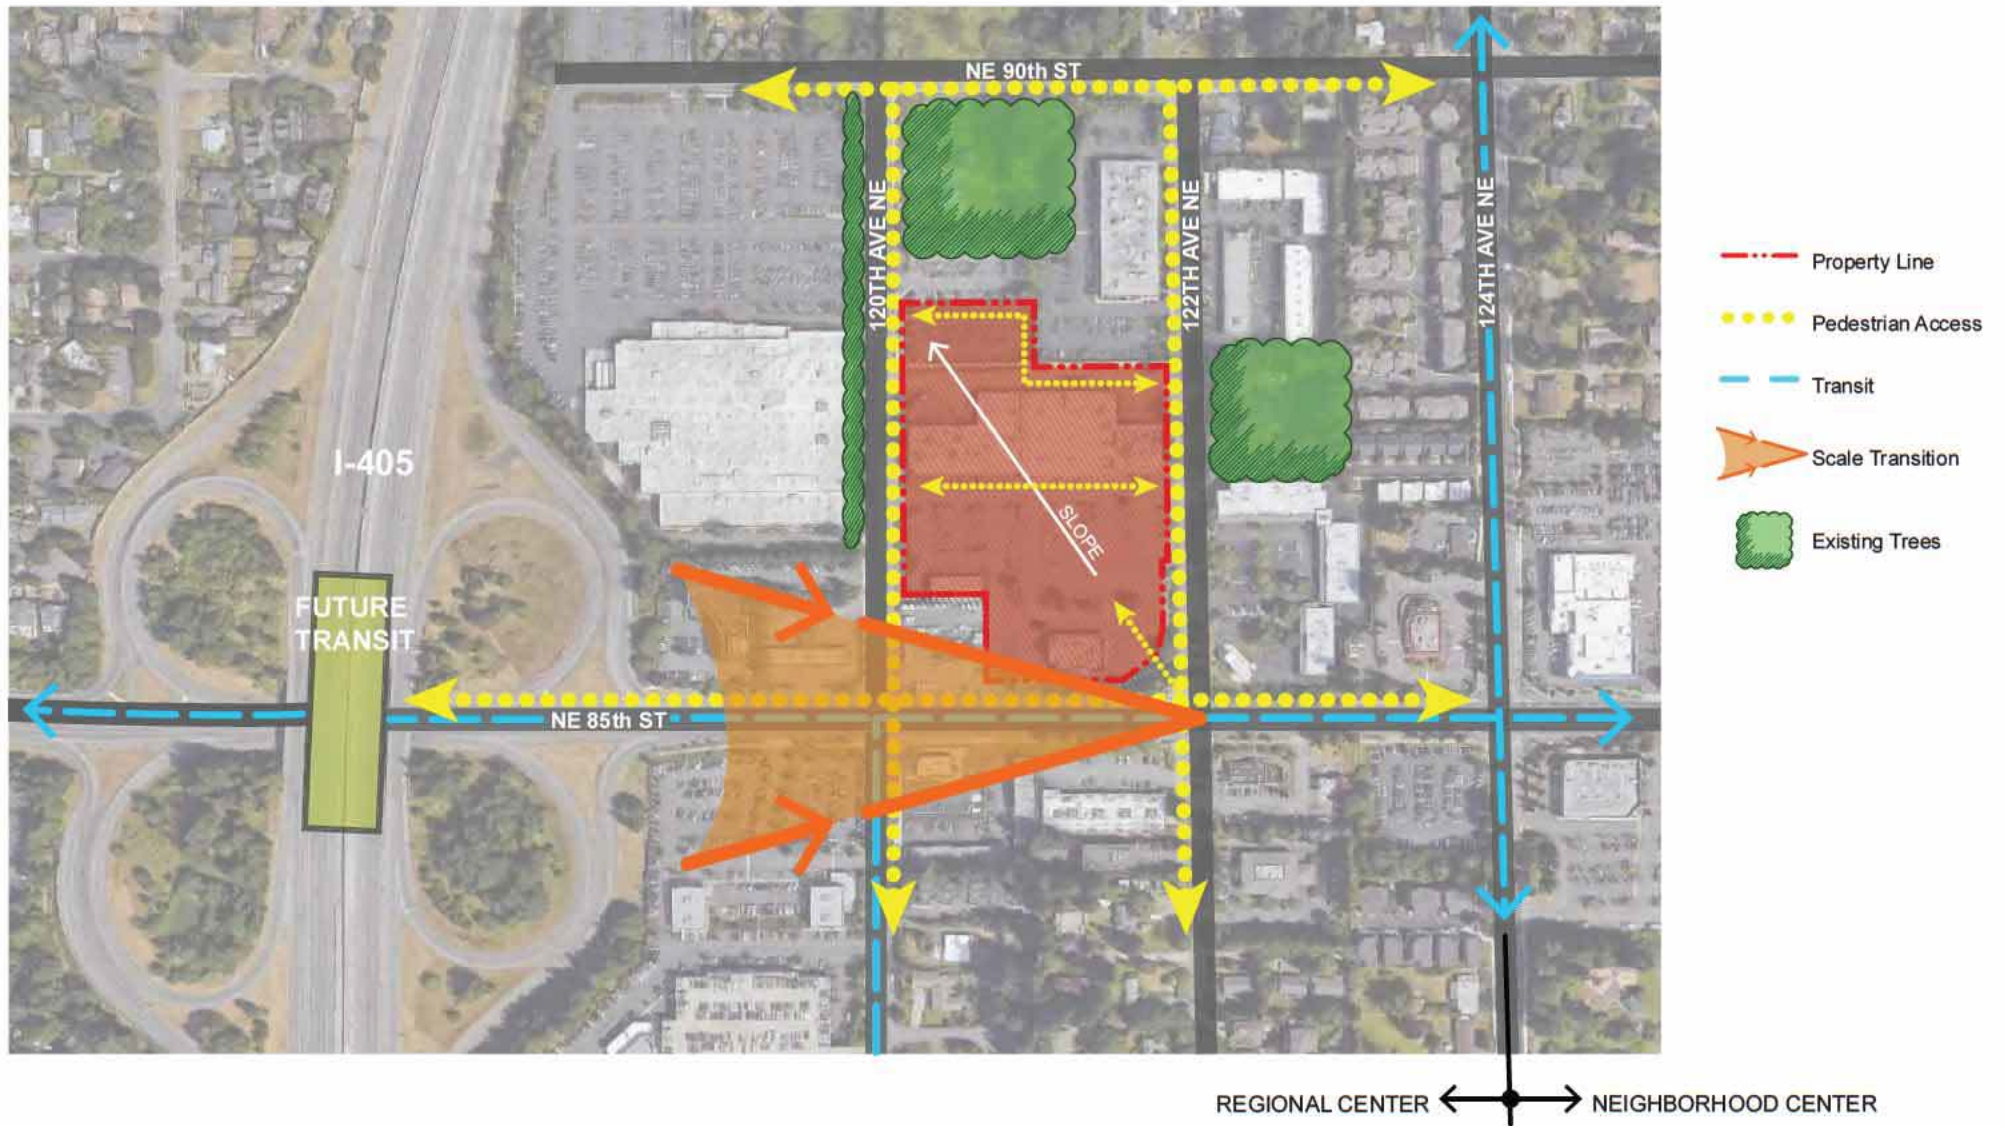 NE 90th ST
120TH AVE NE
122TH AVE NE
124TH AVE NE
I-405
SLOPE
FUTURE
TRANSIT
NE 85th ST
Property Line
Pedestrian Access
Transit
Scale Transition
Existing Trees
REGIONAL CENTER
NEIGHBORHOOD CENTER